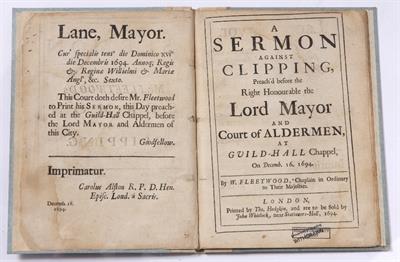 Lane, Mayor.
Cur' specialis tent' die Dominico XVI°
die Decembris 1694. Annoq; Regis
& Reginæ Willielmi & Mariæ
Angl', &c. Sexto.
This Court doth desire Mr. Fleetwood
to Print his SERMON, this Day preach-
ed at the Guild-Hall Chappel, before
the Lord MAYOR and Aldermen of
this City.
Goodfellow.
Imprimatur.
Carolus Alston R. P. D. Hen.
Episc. Lond. à Sacris.
Decemb. 18.
1694.
A
SERMON
AGAINST
CLIPPING,
Preach'd before the
Right Honourable the
Lord Mayor
AND
Court of ALDERMEN,
AT
GUILD-HALL Chappel,
On Decemb. 16. 1694.
By W. FLEETWOOD, Chaplain in Ordinary
to Their Majesties.
LONDON,
Printed by Tho. Hodgkin, and are to be Sold by
John Whitlock, near Stationers-Hall, 1694.
WITHDRAWN